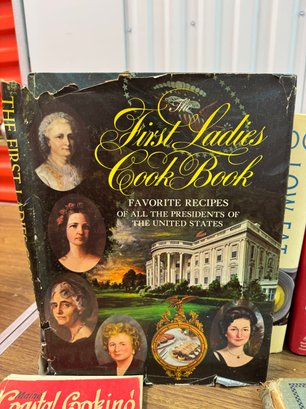 The
First Ladies
Cook Book
FAVORITE RECIPES
OF ALL THE PRESIDENTS OF
THE UNITED STATES
THE FIRST
Maine
Coastal Cooking